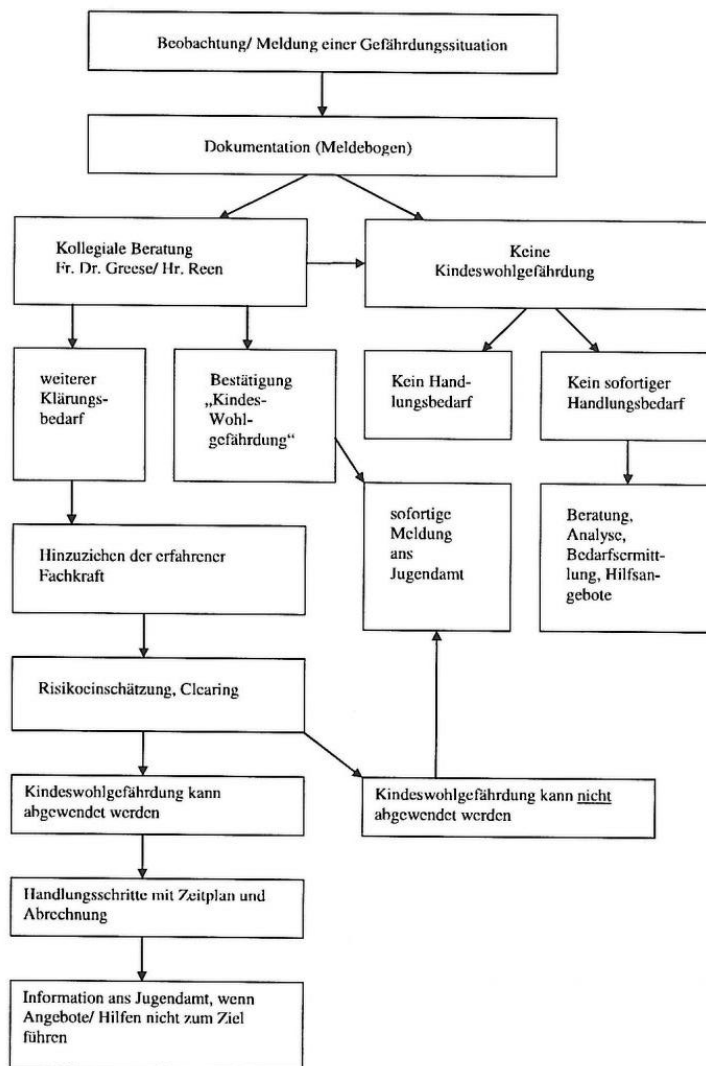 Beobachtung/ Meldung einer Gefährdungssituation
Dokumentation (Meldebogen)
Kollegiale Beratung
Fr. Dr. Greese/ Hr. Reen
Keine
Kindeswohlgefährdung
weiterer
Klärungs-
bedarf
Bestätigung
„Kindes-
Wohl-
gefährdung“
Kein Hand-
lungsbedarf
Kein sofortiger
Handlungsbedarf
sofortige
Meldung
ans
Jugendamt
Beratung,
Analyse,
Bedarfsermitt-
lung, Hilfsan-
gebote
Hinzuziehen der erfahrener
Fachkraft
Risikoeinschätzung, Clearing
Kindeswohlgefährdung kann
abgewendet werden
Kindeswohlgefährdung kann nicht
abgewendet werden
Handlungsschritte mit Zeitplan und
Abrechnung
Information ans Jugendamt, wenn
Angebote/ Hilfen nicht zum Ziel
führen